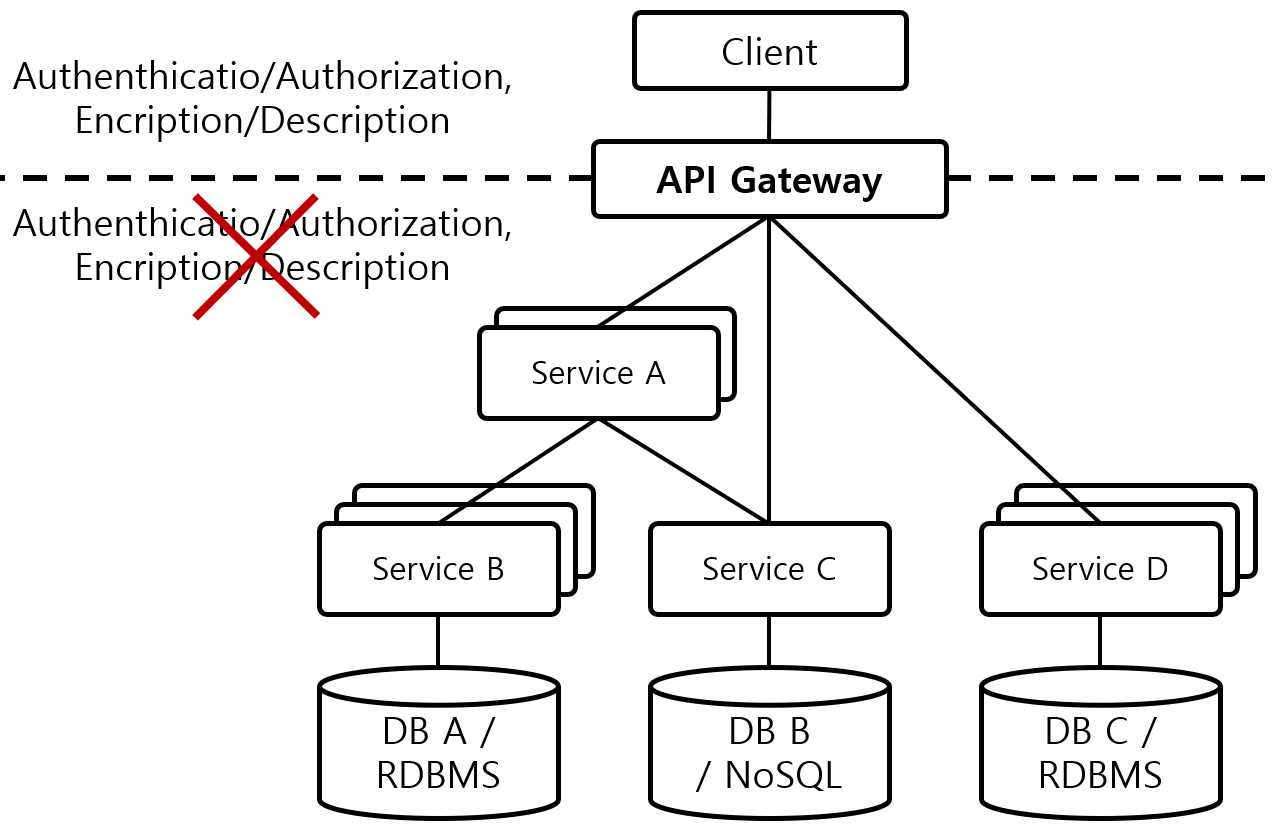 Client
Authenthicatio/Authorization,
Encription/Description
API Gateway
Authenthicatio/Authorization,
Encription/Description
Service A
Service B
Service C
Service D
DB A /
RDBMS
DB B
/ NoSQL
DB C /
RDBMS